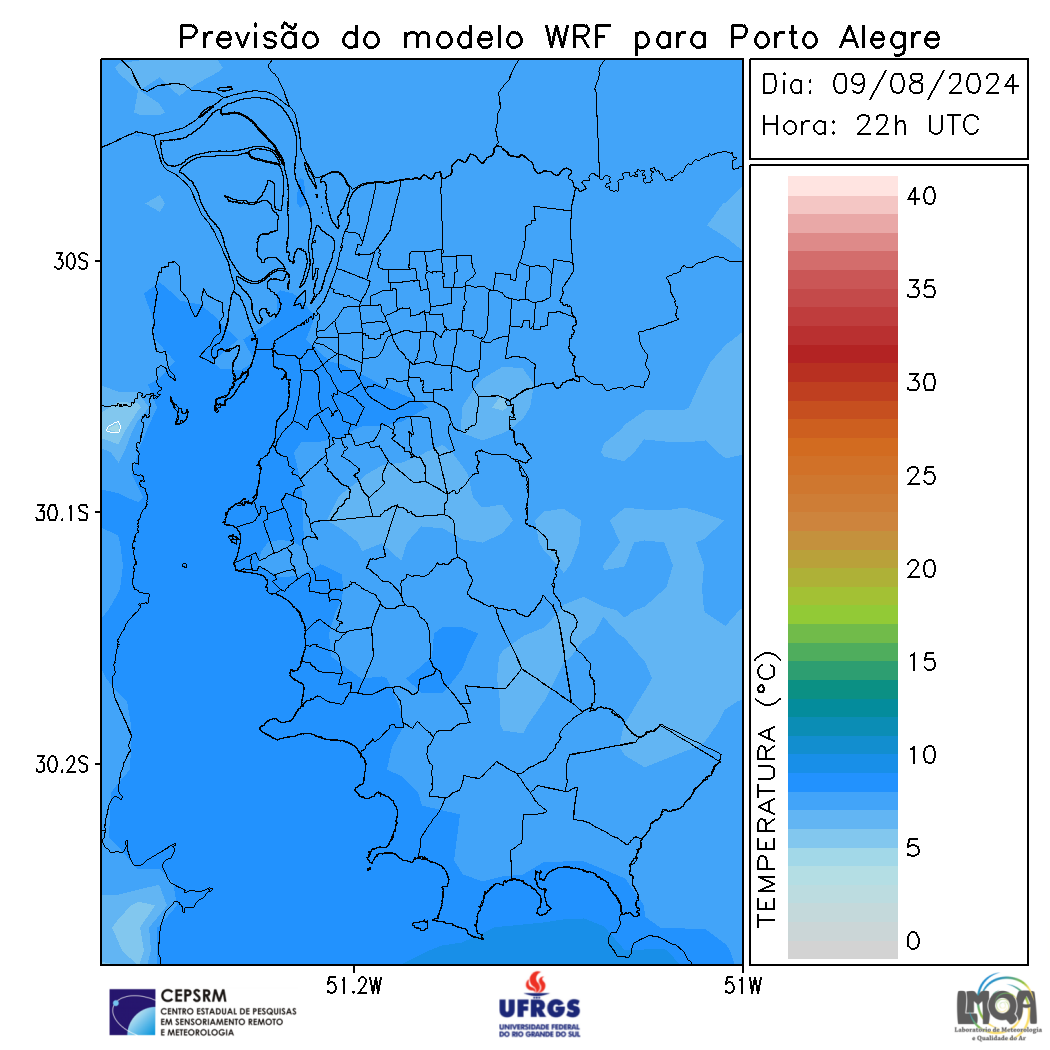 Previsão do modelo WRF para Porto Alegre
Dia: 09/08/2024
Hora: 22h UTC
40
35
30
25
20
15
10
5
0
TEMPERATURA (°C)
30S
30.1S
30.2S
51.2W
51W
CEPSRM
CENTRO ESTADUAL DE PESQUISAS
EM SENSORIAMENTO REMOTO
E METEOROLOGIA
UFRGS
UNIVERSIDADE FEDERAL
DO RIO GRANDE DO SUL
LMQA
Laboratório de Meteorologia
e Qualidade do Ar